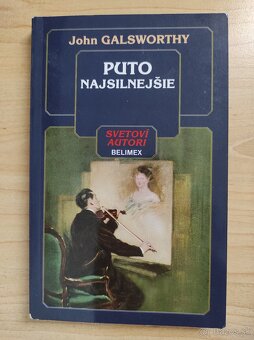 John GALSWORTHY
PUTO
NAJSILNEJŠIE
SVETOVÍ
AUTORI
BELIMEX